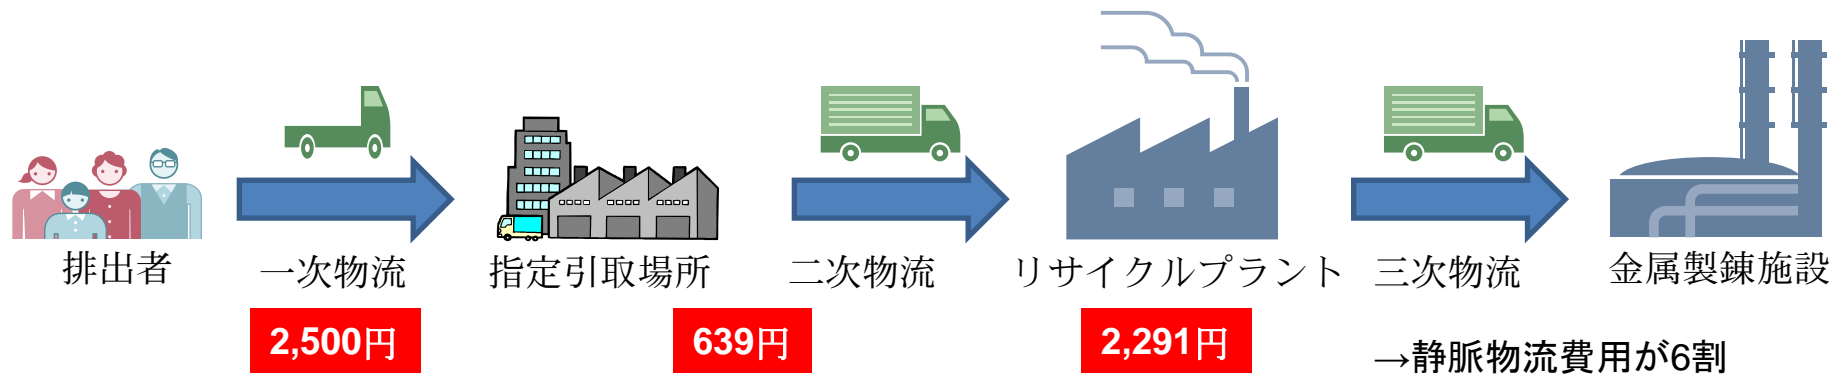 排出者
一次物流
指定引取場所
二次物流
リサイクルプラント
三次物流
金属製錬施設
2,500円
639円
2,291円
→静脈物流費用が6割